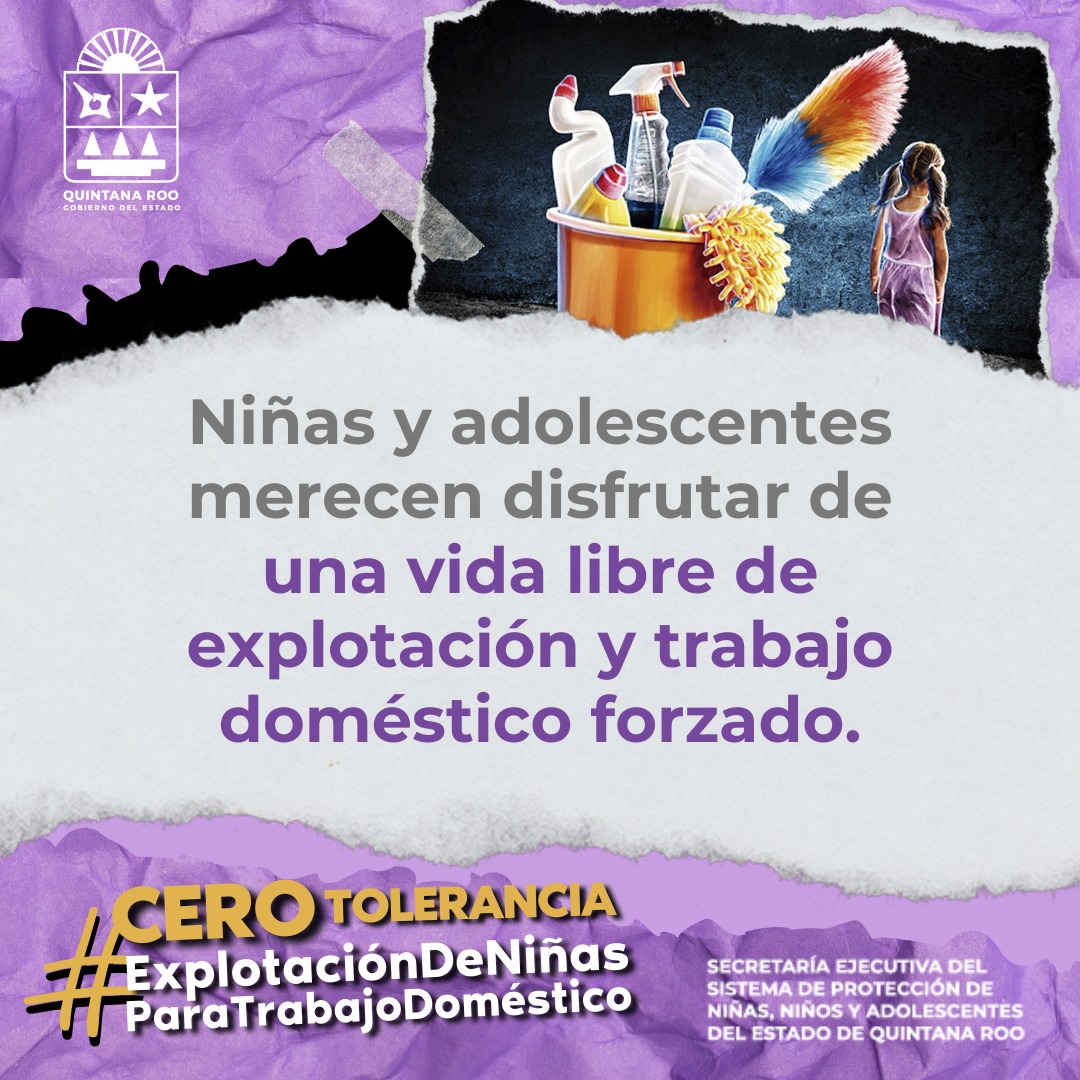 QUINTANA ROO
GOBIERNO DEL ESTADO
Niñas y adolescentes
merecen disfrutar de
una vida libre de
explotación y trabajo
doméstico forzado.
#CERO TOLERANCIA
ExplotaciónDeNiñas
ParaTrabajoDoméstico
SECRETARÍA EJECUTIVA DEL
SISTEMA DE PROTECCIÓN DE
NIÑAS, NIÑOS Y ADOLESCENTES
DEL ESTADO DE QUINTANA ROO